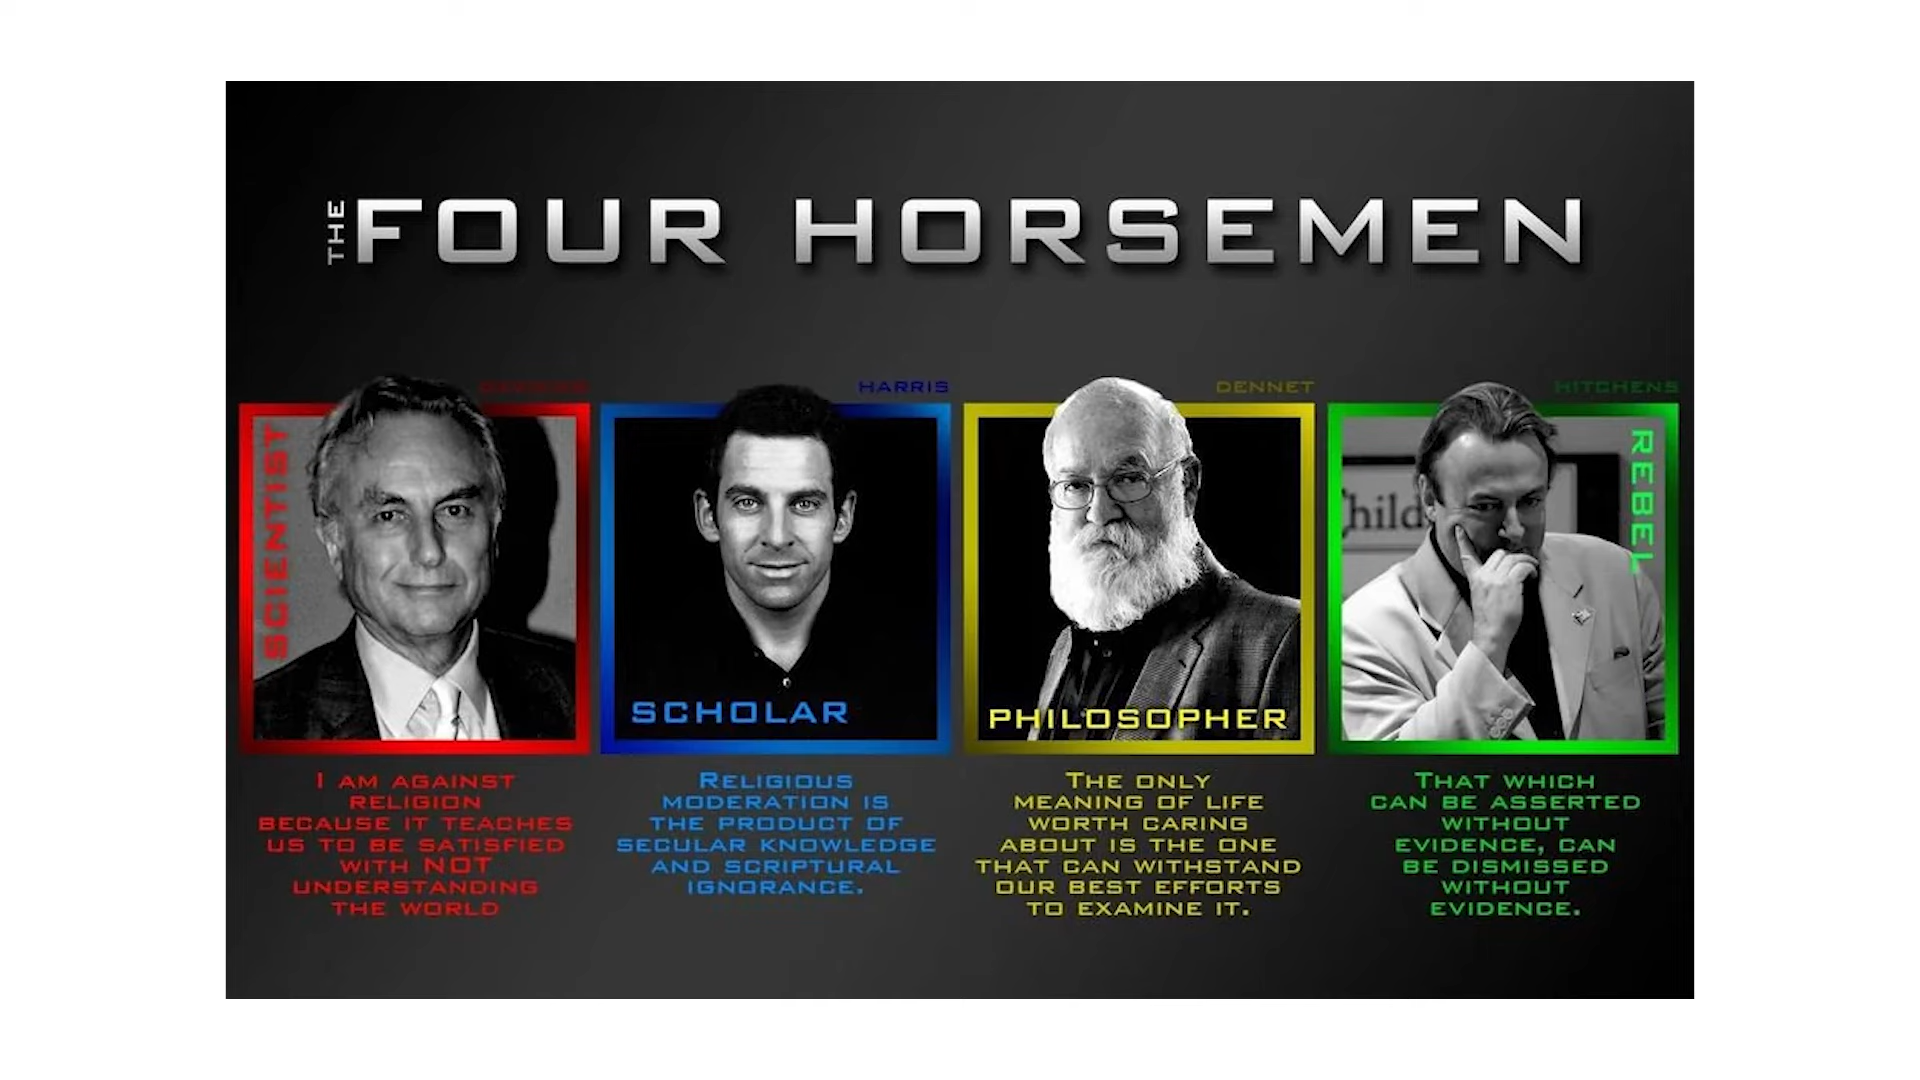 THE FOUR HORSEMEN
HARRIS
DENNET
HITCHENS
SCIENTIST
SCHOLAR
PHILOSOPHER
REBEL
Child
I AM AGAINST
RELIGION
BECAUSE IT TEACHES
US TO BE SATISFIED
WITH NOT
UNDERSTANDING
THE WORLD
RELIGIOUS
MODERATION IS
THE PRODUCT OF
SECULAR KNOWLEDGE
AND SCRIPTURAL
IGNORANCE.
THE ONLY
MEANING OF LIFE
WORTH CARING
ABOUT IS THE ONE
THAT CAN WITHSTAND
OUR BEST EFFORTS
TO EXAMINE IT.
THAT WHICH
CAN BE ASSERTED
WITHOUT
EVIDENCE, CAN
BE DISMISSED
WITHOUT
EVIDENCE.